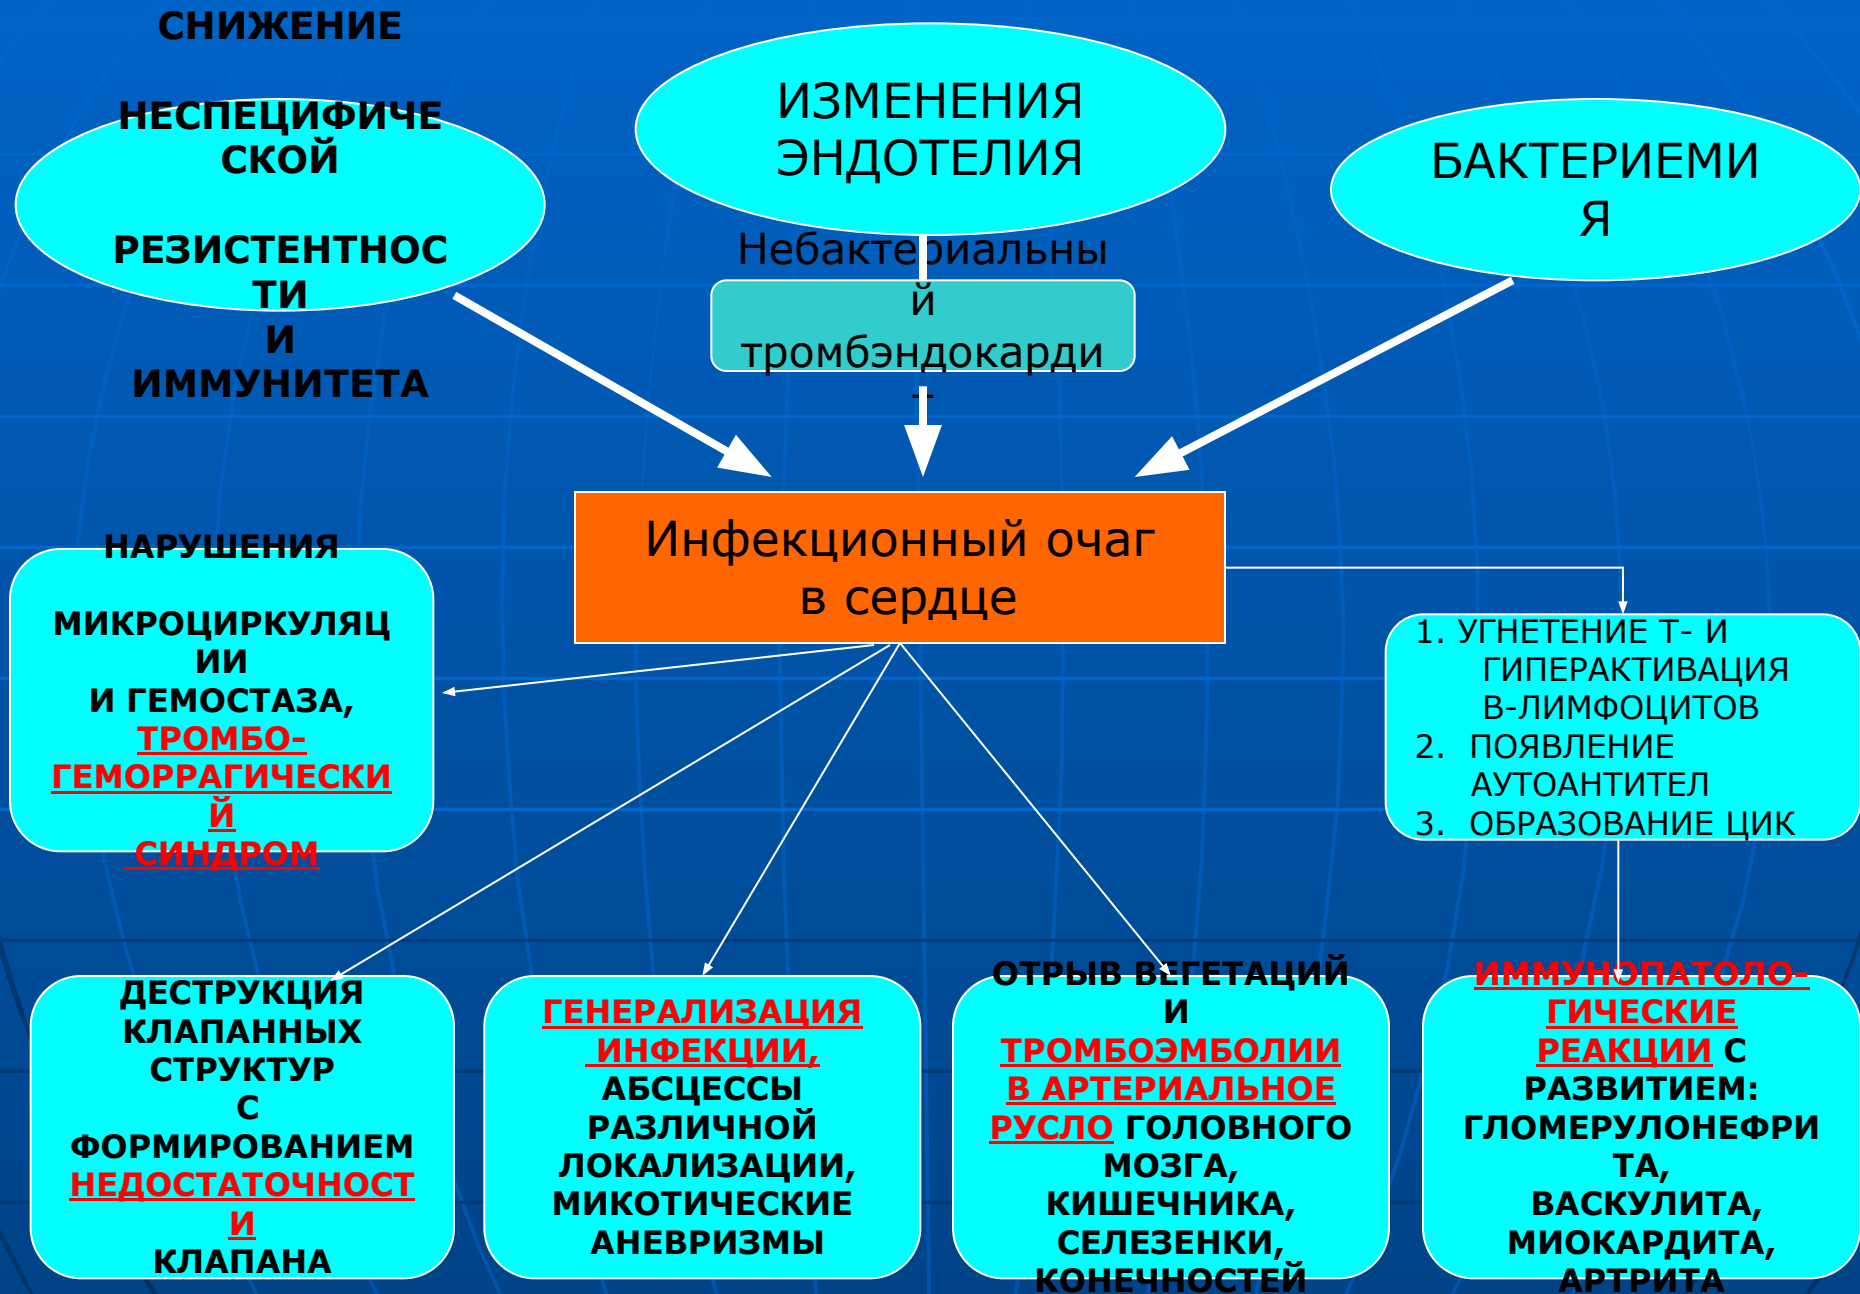 СНИЖЕНИЕ
НЕСПЕЦИФИЧЕ
СКОЙ
РЕЗИСТЕНТНОС
ТИ
И
ИММУНИТЕТА
ИЗМЕНЕНИЯ
ЭНДОТЕЛИЯ
БАКТЕРИЕМИ
Я
Небактериальны
й
тромбэндокарди
т
Инфекционный очаг
в сердце
НАРУШЕНИЯ
МИКРОЦИРКУЛЯЦ
ИИ
И ГЕМОСТАЗА,
ТРОМБО–
ГЕМОРРАГИЧЕСКИ
Й
СИНДРОМ
1. УГНЕТЕНИЕ Т- И
ГИПЕРАКТИВАЦИЯ
В-ЛИМФОЦИТОВ
2. ПОЯВЛЕНИЕ
АУТОАНТИТЕЛ
3. ОБРАЗОВАНИЕ ЦИК
ДЕСТРУКЦИЯ
КЛАПАННЫХ
СТРУКТУР
С
ФОРМИРОВАНИЕМ
НЕДОСТАТОЧНОСТ
И
КЛАПАНА
ГЕНЕРАЛИЗАЦИЯ
ИНФЕКЦИИ,
АБСЦЕССЫ
РАЗЛИЧНОЙ
ЛОКАЛИЗАЦИИ,
МИКОТИЧЕСКИЕ
АНЕВРИЗМЫ
ОТРЫВ ВЕГЕТАЦИЙ
И
ТРОМБОЭМБОЛИИ
В АРТЕРИАЛЬНОЕ
РУСЛО ГОЛОВНОГО
МОЗГА,
КИШЕЧНИКА,
СЕЛЕЗЕНКИ,
КОНЕЧНОСТЕЙ
ИММУНОПАТОЛО–
ГИЧЕСКИЕ
РЕАКЦИИ С
РАЗВИТИЕМ:
ГЛОМЕРУЛОНЕФРИ
ТА,
ВАСКУЛИТА,
МИОКАРДИТА,
АРТРИТА